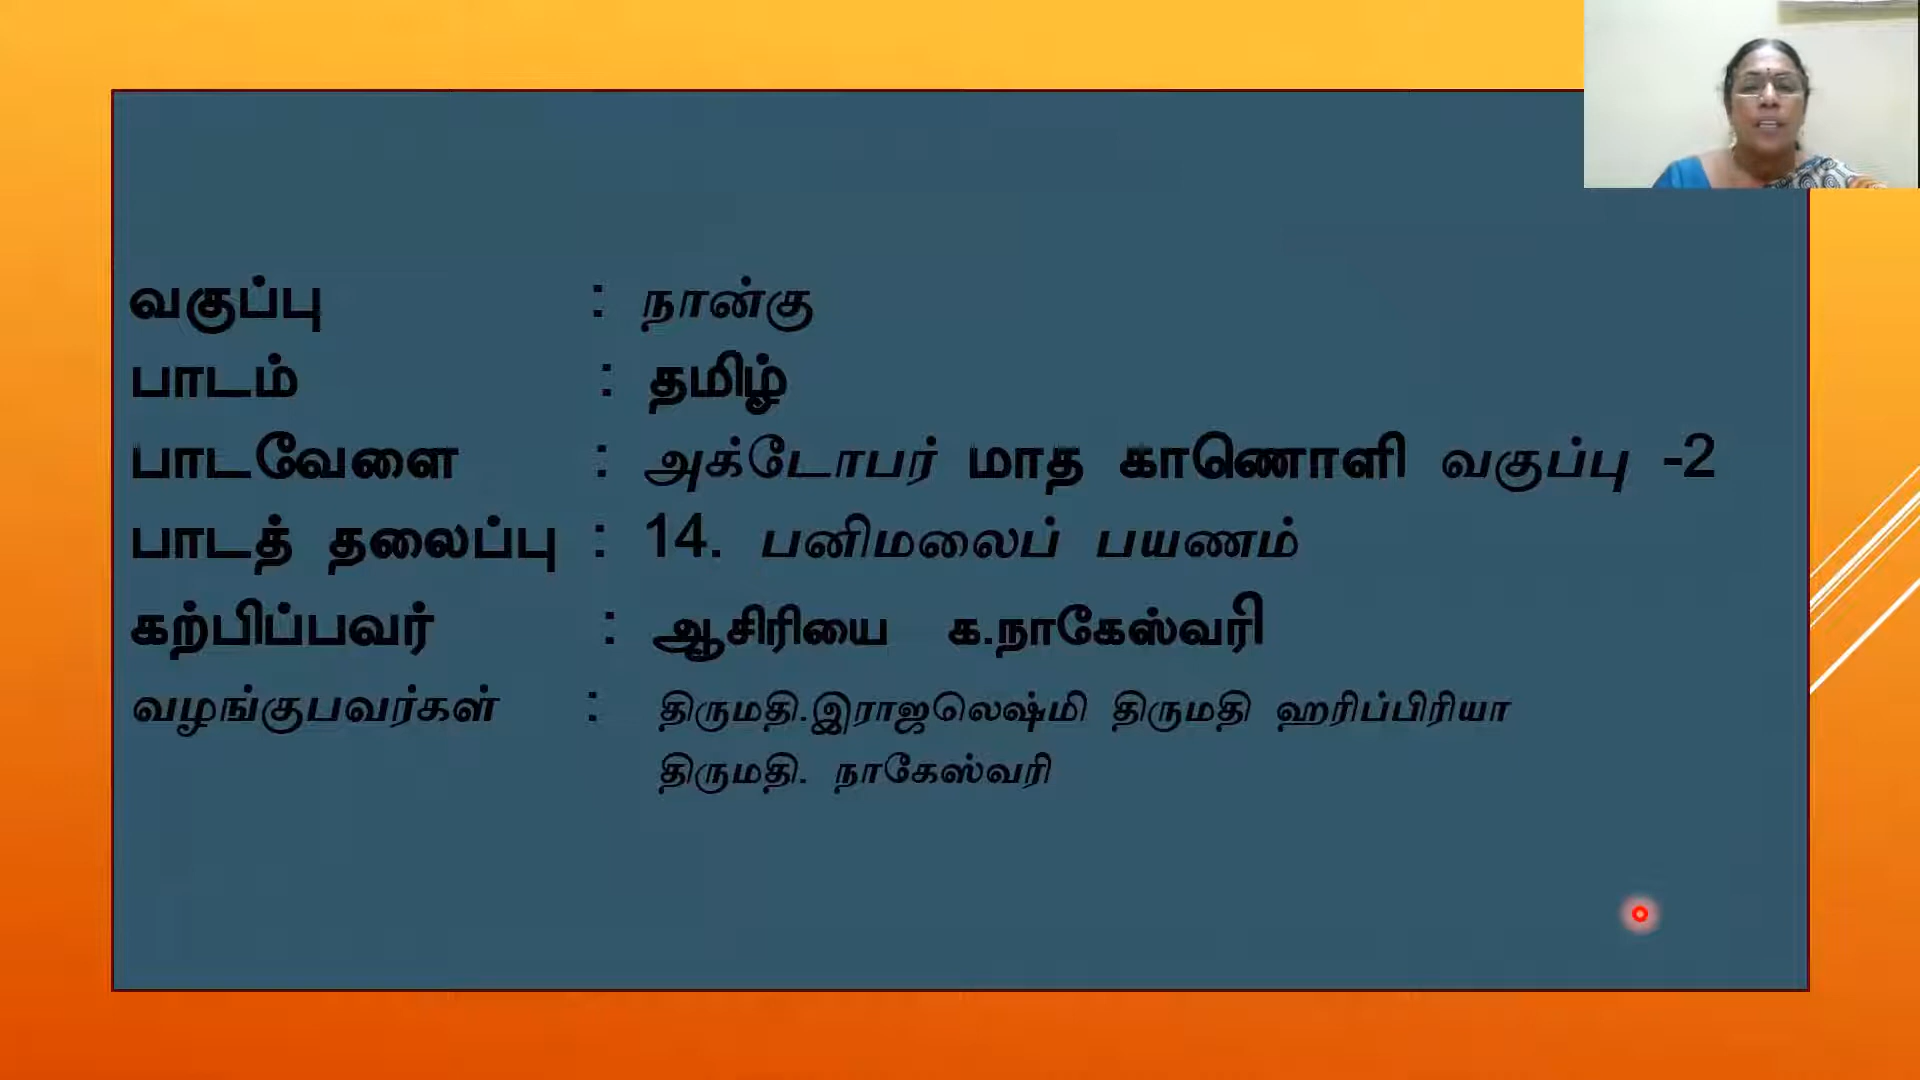 வகுப்பு : நான்கு
பாடம் : தமிழ்
பாடவேளை : அக்டோபர் மாத காணொளி வகுப்பு -2
பாடத் தலைப்பு : 14. பனிமலைப் பயணம்
கற்பிப்பவர் : ஆசிரியை க.நாகேஸ்வரி
வழங்குபவர்கள் : திருமதி.இராஜலெஷ்மி திருமதி ஹரிப்பிரியா
திருமதி. நாகேஸ்வரி